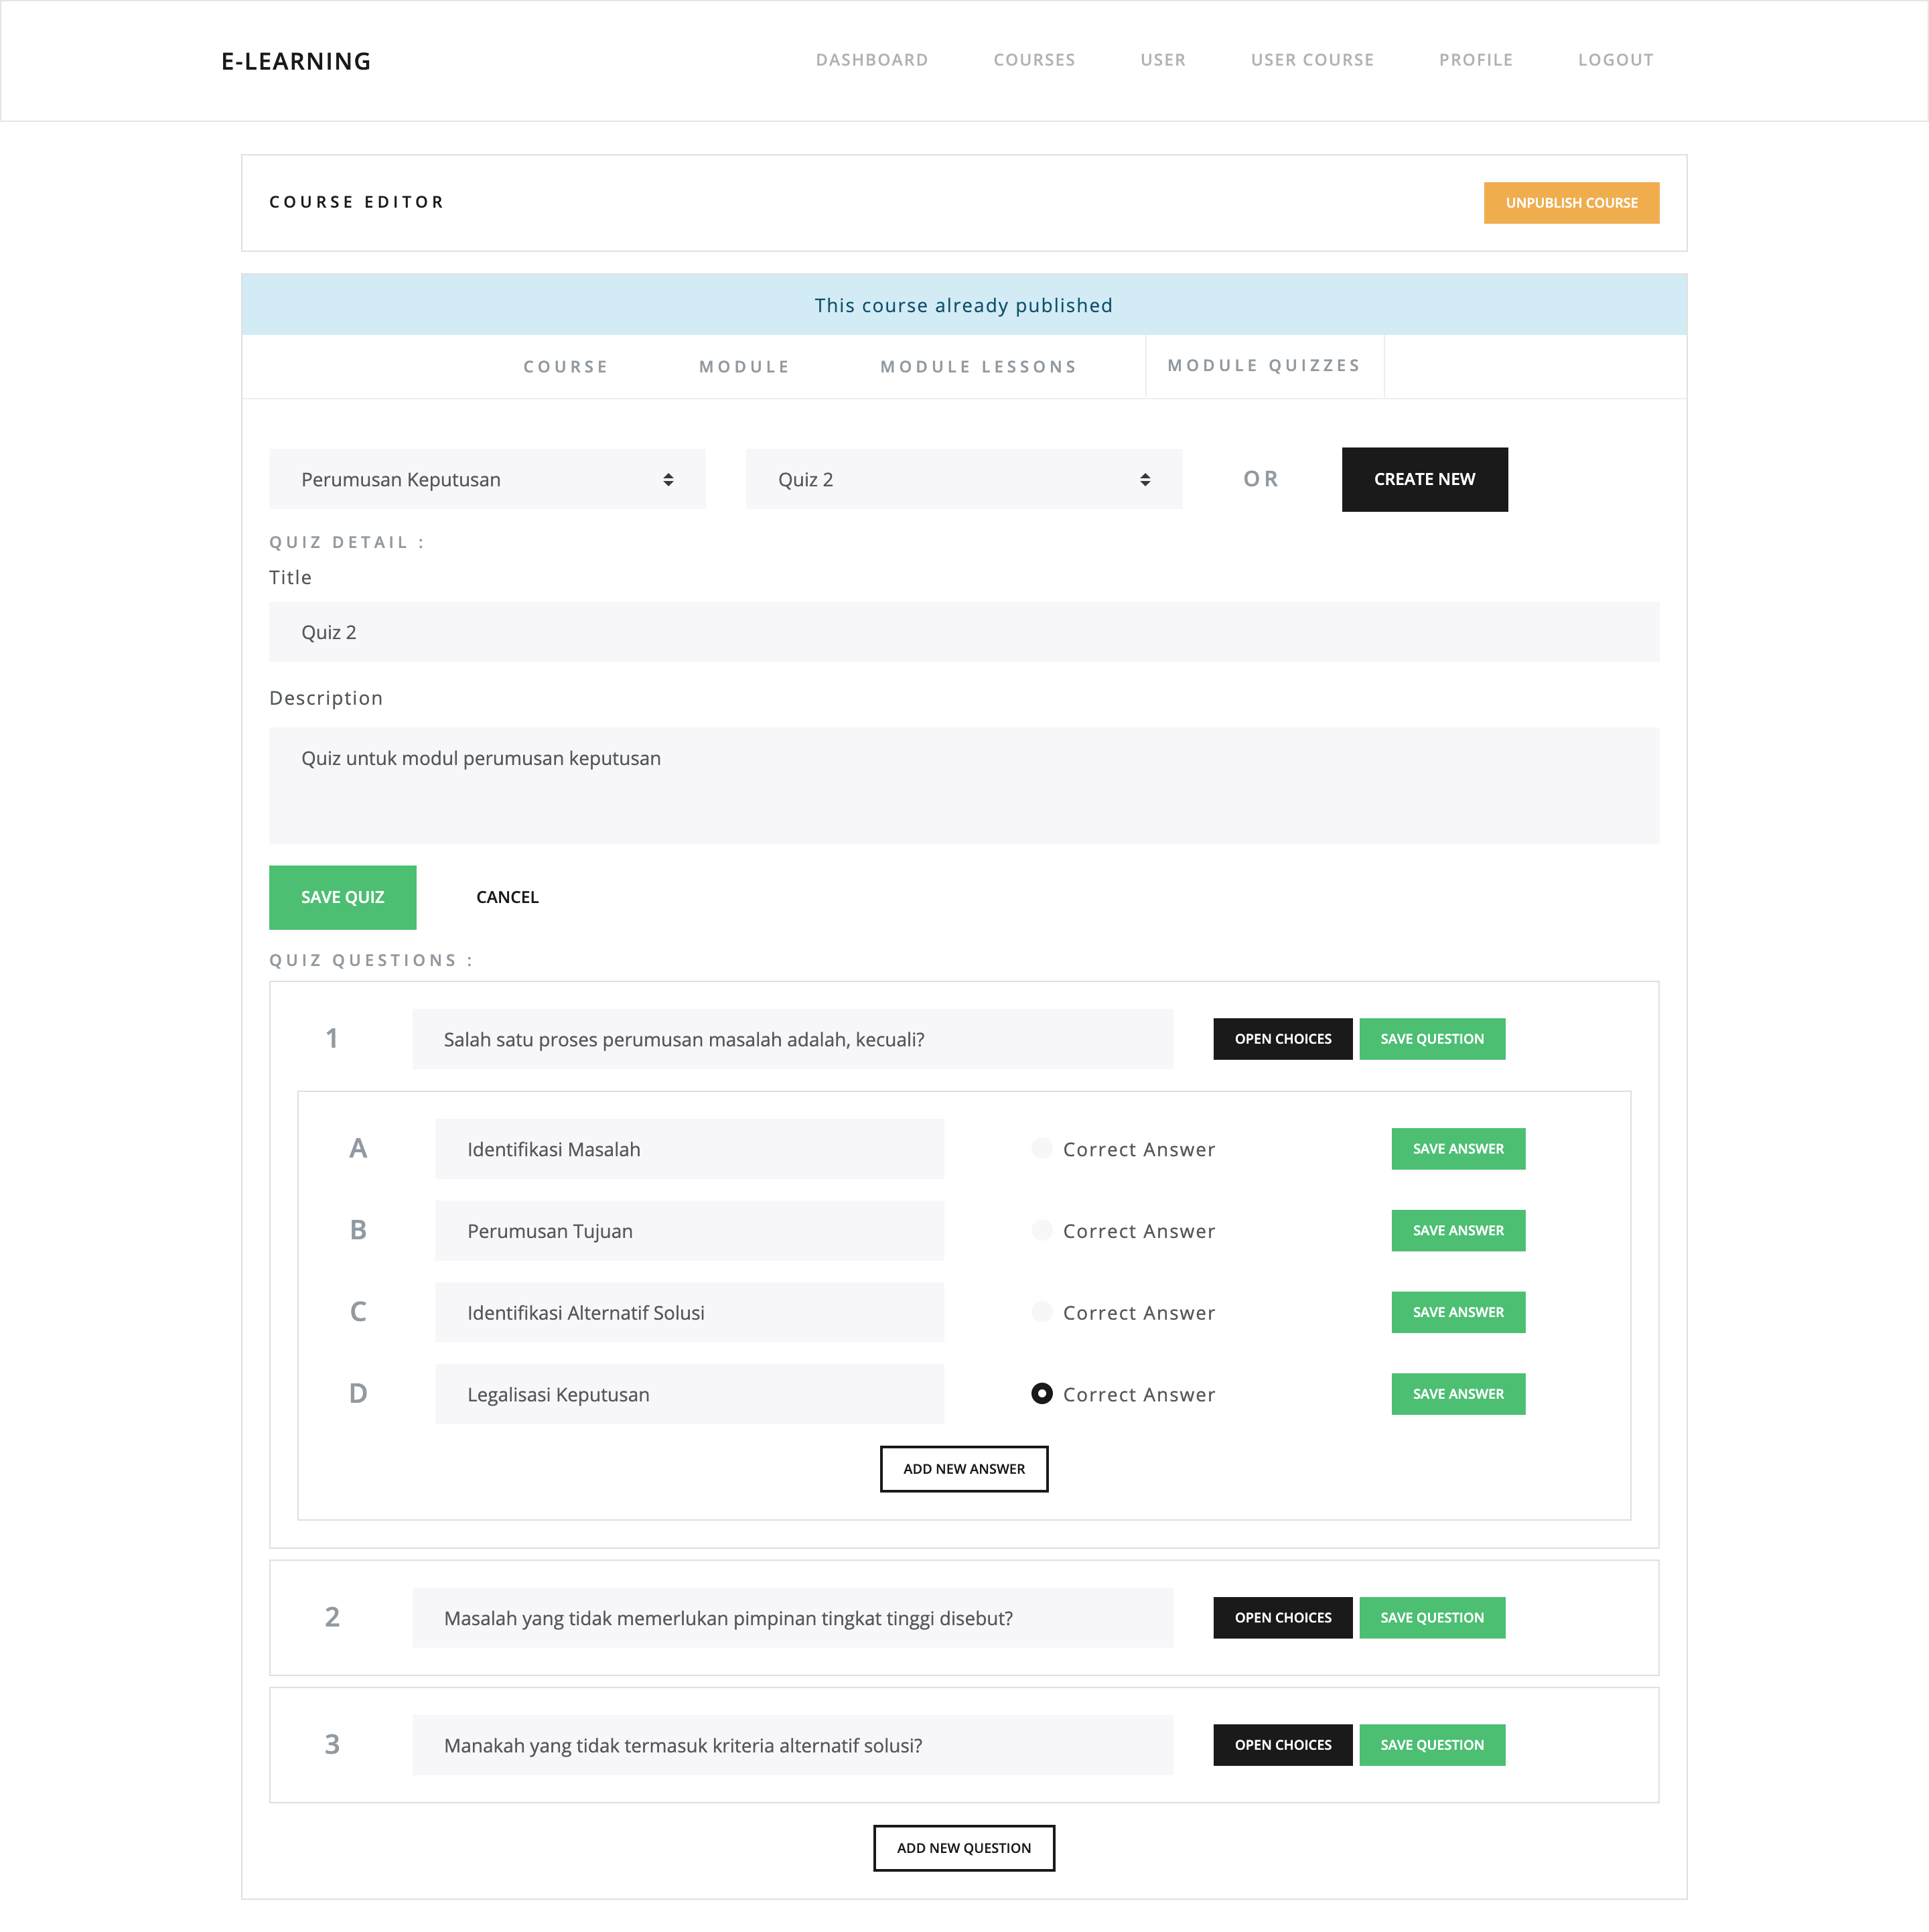 E-LEARNING DASHBOARD COURSES USER USER COURSE PROFILE LOGOUT
COURSE EDITOR UNPUBLISH COURSE
This course already published
COURSE MODULE MODULE LESSONS MODULE QUIZZES
Perumusan Keputusan Quiz 2 OR CREATE NEW
QUIZ DETAIL :
Title
Quiz 2
Description
Quiz untuk modul perumusan keputusan
SAVE QUIZ CANCEL
QUIZ QUESTIONS :
1 Salah satu proses perumusan masalah adalah, kecuali? OPEN CHOICES SAVE QUESTION
A Identifikasi Masalah Correct Answer SAVE ANSWER
B Perumusan Tujuan Correct Answer SAVE ANSWER
C Identifikasi Alternatif Solusi Correct Answer SAVE ANSWER
D Legalisasi Keputusan Correct Answer SAVE ANSWER
ADD NEW ANSWER
2 Masalah yang tidak memerlukan pimpinan tingkat tinggi disebut? OPEN CHOICES SAVE QUESTION
3 Manakah yang tidak termasuk kriteria alternatif solusi? OPEN CHOICES SAVE QUESTION
ADD NEW QUESTION